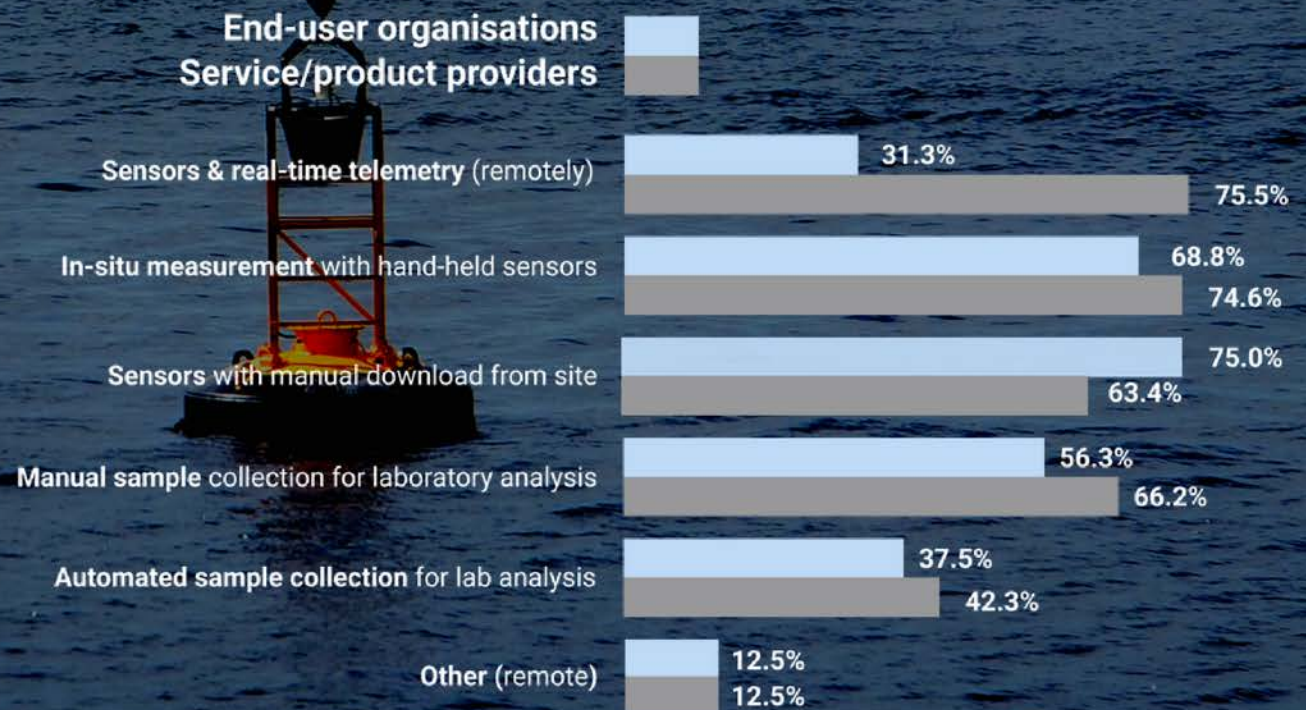 End-user organisations
Service/product providers
Sensors & real-time telemetry (remotely)
31.3%
75.5%
In-situ measurement with hand-held sensors
68.8%
74.6%
Sensors with manual download from site
75.0%
63.4%
Manual sample collection for laboratory analysis
56.3%
66.2%
Automated sample collection for lab analysis
37.5%
42.3%
Other (remote)
12.5%
12.5%